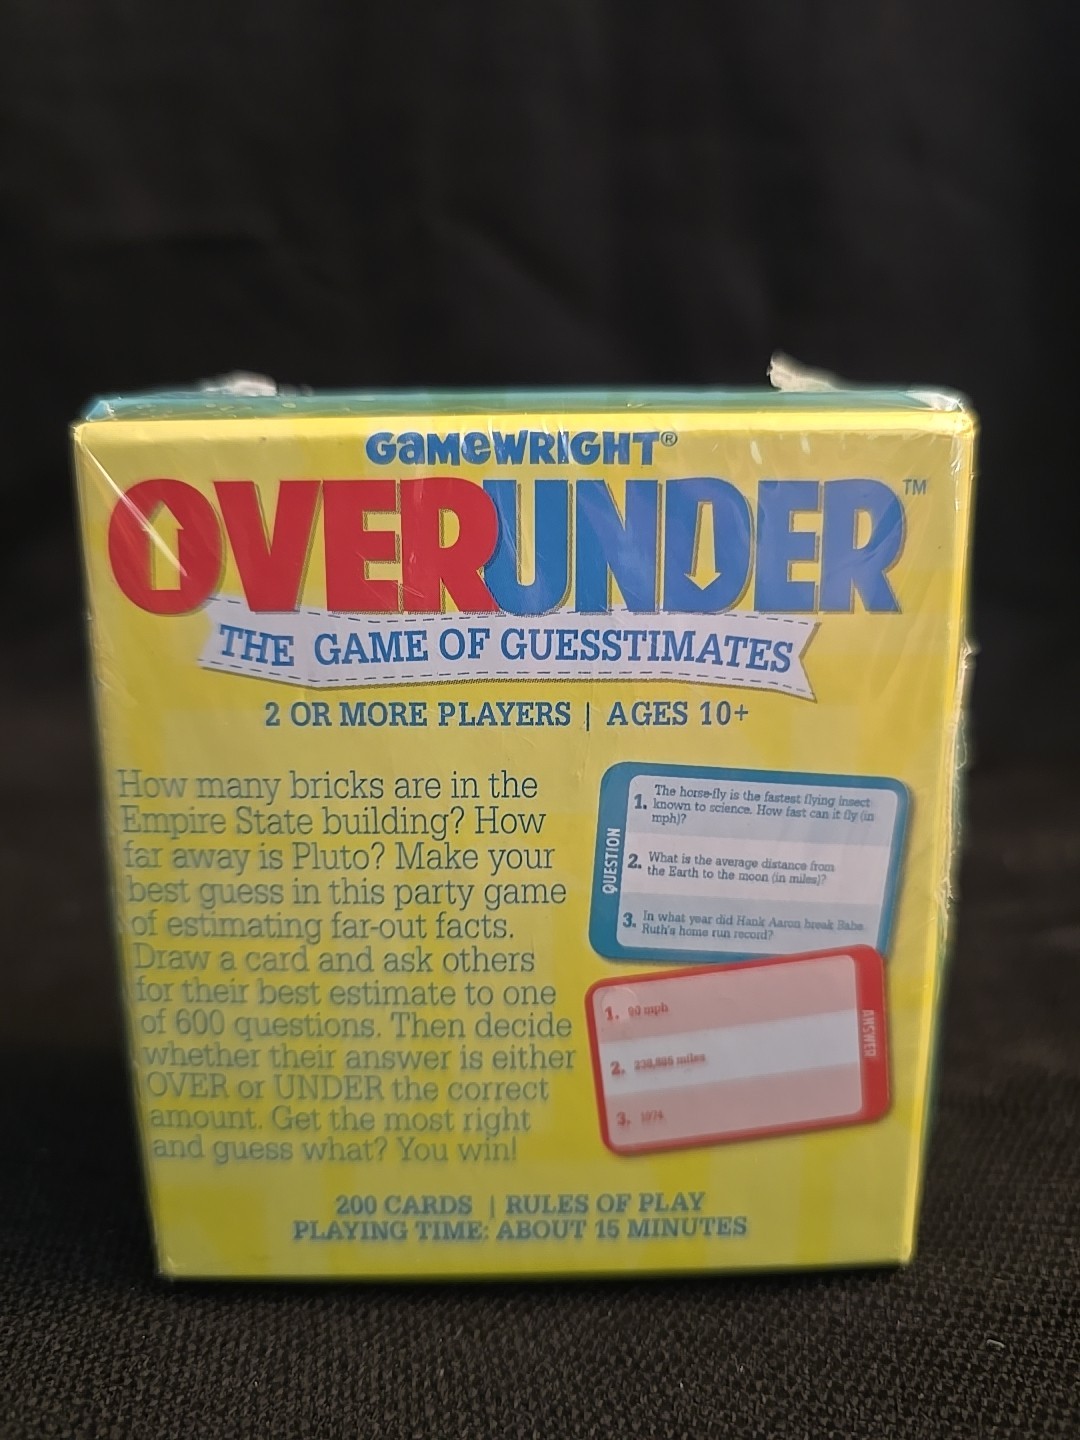 GAMEWRIGHT®
OVERUNDER™
THE GAME OF GUESSTIMATES
2 OR MORE PLAYERS | AGES 10+
How many bricks are in the
Empire State building? How
far away is Pluto? Make your
best guess in this party game
of estimating far-out facts.
Draw a card and ask others
for their best estimate to one
of 600 questions. Then decide
whether their answer is either
OVER or UNDER the correct
amount. Get the most right
and guess what? You win!
QUESTION
1. The horse-fly is the fastest flying insect
known to science. How fast can it fly (in
mph)?
2. What is the average distance from
the Earth to the moon (in miles)?
3. In what year did Hank Aaron break Babe
Ruth's home run record?
ANSWER
1. 90 mph
2. miles
3. 1974
200 CARDS | RULES OF PLAY
PLAYING TIME: ABOUT 15 MINUTES